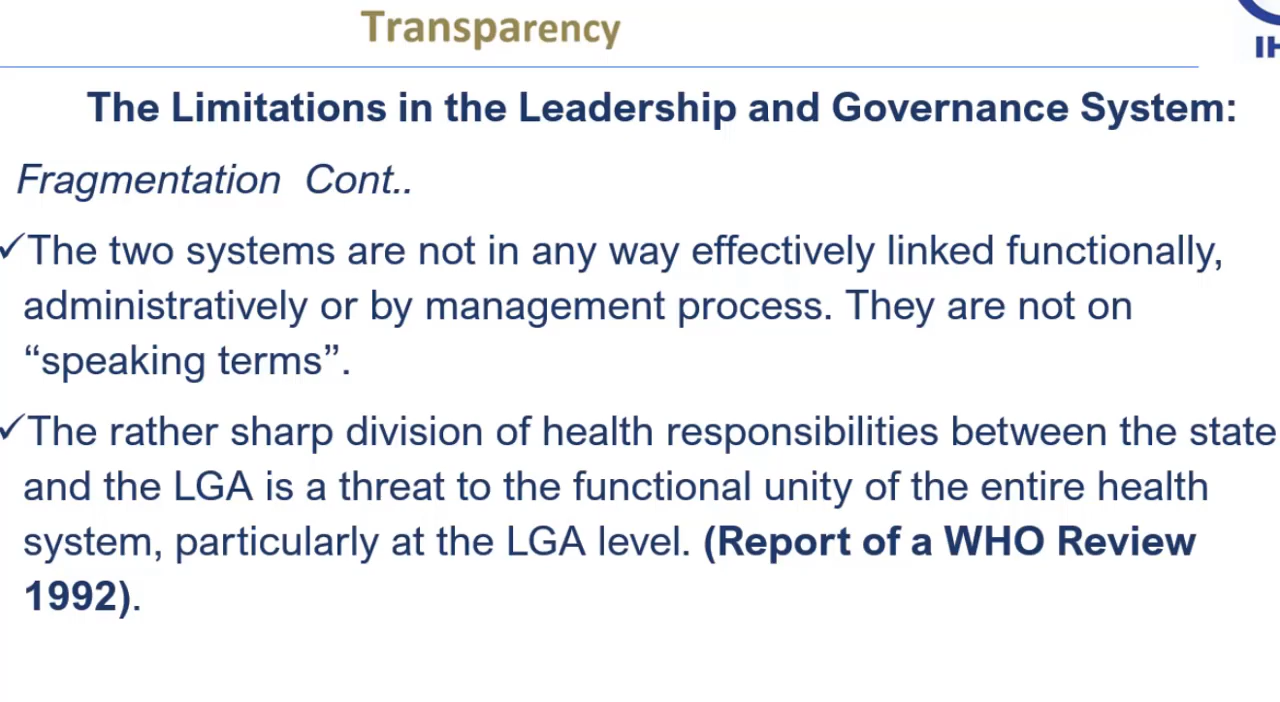 Transparency
IH
The Limitations in the Leadership and Governance System:
Fragmentation Cont..
✓The two systems are not in any way effectively linked functionally,
administratively or by management process. They are not on
“speaking terms”.
✓The rather sharp division of health responsibilities between the state
and the LGA is a threat to the functional unity of the entire health
system, particularly at the LGA level. (Report of a WHO Review
1992).